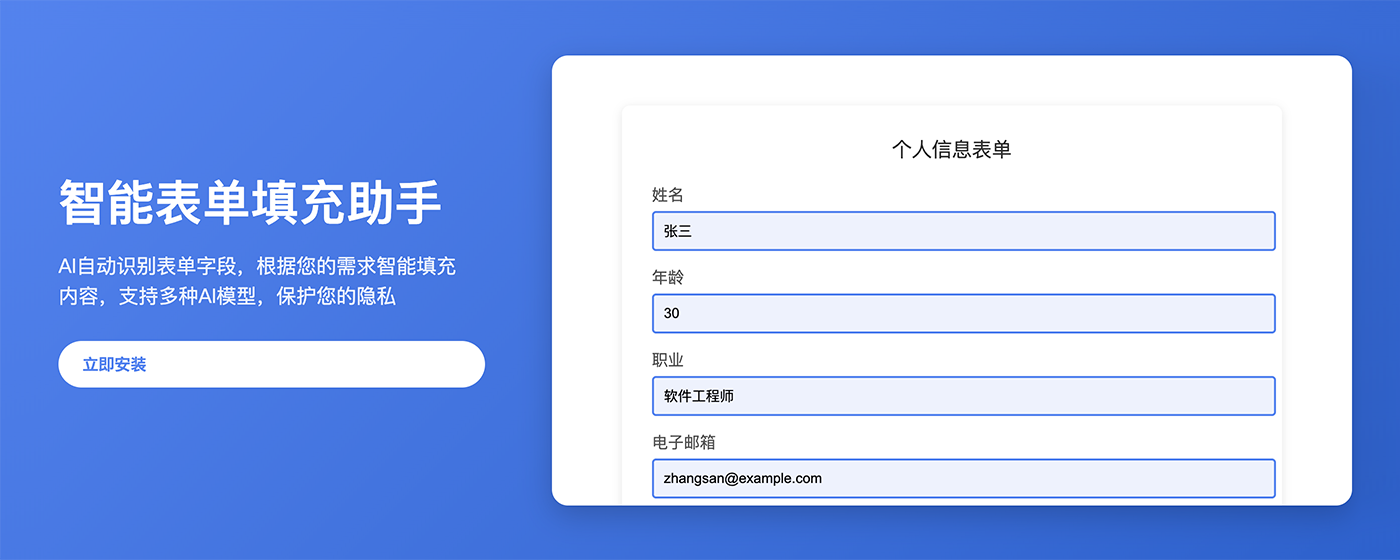 智能表单填充助手
AI自动识别表单字段，根据您的需求智能填充
内容，支持多种AI模型，保护您的隐私
立即安装
个人信息表单
姓名
张三
年龄
30
职业
软件工程师
电子邮箱
zhangsan@example.com